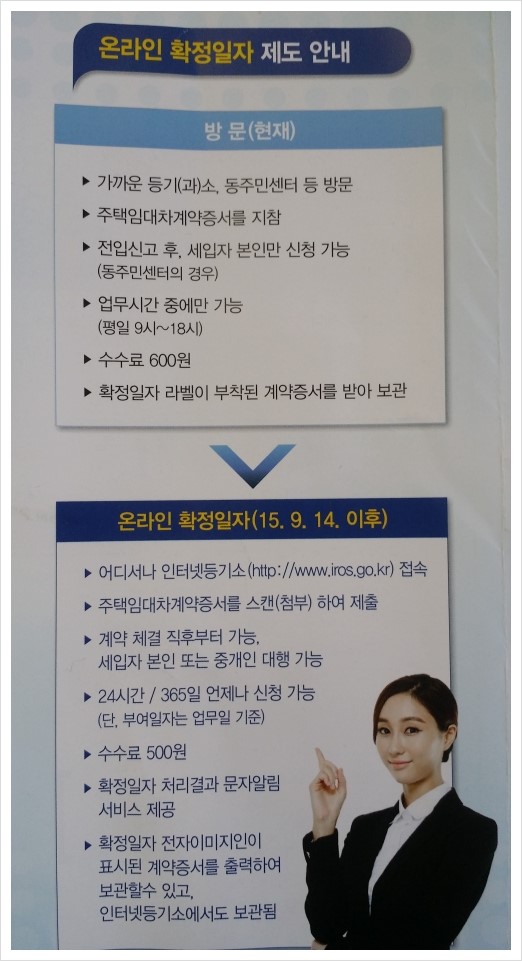 온라인 확정일자 제도 안내
방 문(현재)
▶ 가까운 등기(과)소, 동주민센터 등 방문
▶ 주택임대차계약증서를 지참
▶ 전입신고 후, 세입자 본인만 신청 가능
(동주민센터의 경우)
▶ 업무시간 중에만 가능
(평일 9시~18시)
▶ 수수료 600원
▶ 확정일자 라벨이 부착된 계약증서를 받아 보관
온라인 확정일자(15. 9. 14. 이후)
▶ 어디서나 인터넷등기소(http://www.iros.go.kr) 접속
▶ 주택임대차계약증서를 스캔(첨부) 하여 제출
▶ 계약 체결 직후부터 가능,
세입자 본인 또는 중개인 대행 가능
▶ 24시간 / 365일 언제나 신청 가능
(단, 부여일자는 업무일 기준)
▶ 수수료 500원
▶ 확정일자 처리결과 문자알림
서비스 제공
▶ 확정일자 전자이미지인이
표시된 계약증서를 출력하여
보관할수 있고,
인터넷등기소에서도 보관됨